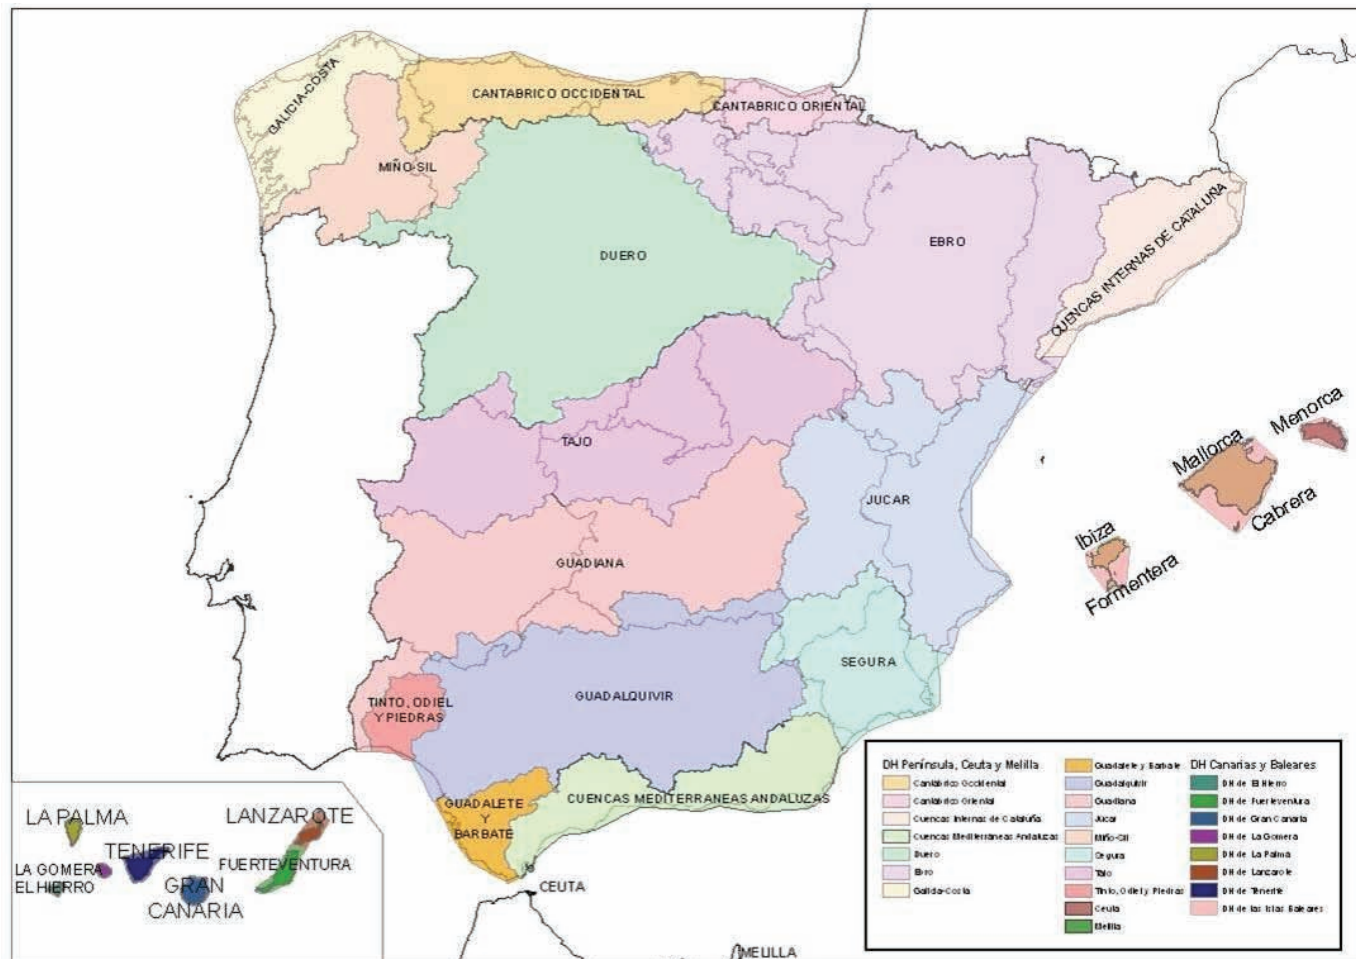 GALICIA-COSTA
CANTABRICO OCCIDENTAL
CANTABRICO ORIENTAL
MIÑO-SIL
DUERO
EBRO
CUENCAS INTERNAS DE CATALUÑA
TAJO
JUCAR
GUADIANA
Menorca
Mallorca
Cabrera
Ibiza
Formentera
SEGURA
GUADALQUIVIR
TINTO, ODIEL
Y PIEDRAS
GUADALETE
Y
BARBATE
CUENCAS MEDITERRANEAS ANDALUZAS
CEUTA
MELILLA
LA PALMA
LANZAROTE
TENERIFE
FUERTEVENTURA
LA GOMERA
EL HIERRO
GRAN
CANARIA
DH Península, Ceuta y Melilla
Cantábrico Occidental
Cantábrico Oriental
Cuencas Internas de Cataluña
Cuencas Mediterráneas Andaluzas
Duero
Ebro
Galicia-Costa
Guadalete y Barbate
Guadalquivir
Guadiana
Júcar
Miño-Sil
Segura
Tajo
Tinto, Odiel y Piedras
Ceuta
Melilla
DH Canarias y Baleares
DH de El Hierro
DH de Fuerteventura
DH de Gran Canaria
DH de La Gomera
DH de La Palma
DH de Lanzarote
DH de Tenerife
DH de las Islas Baleares